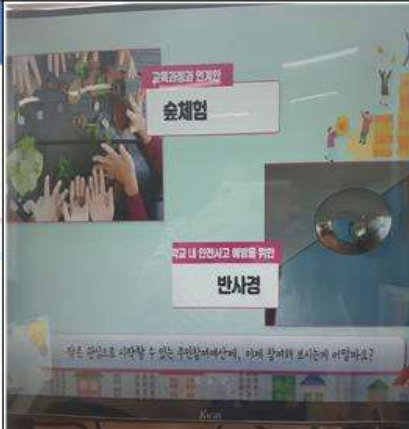 교육과정과 연계한
숲체험
학교 내 안전사고 예방을 위한
반사경
작은 관심으로 시작할 수 있는 주민참여예산제, 이제 참여해 보시는게 어떨까요?